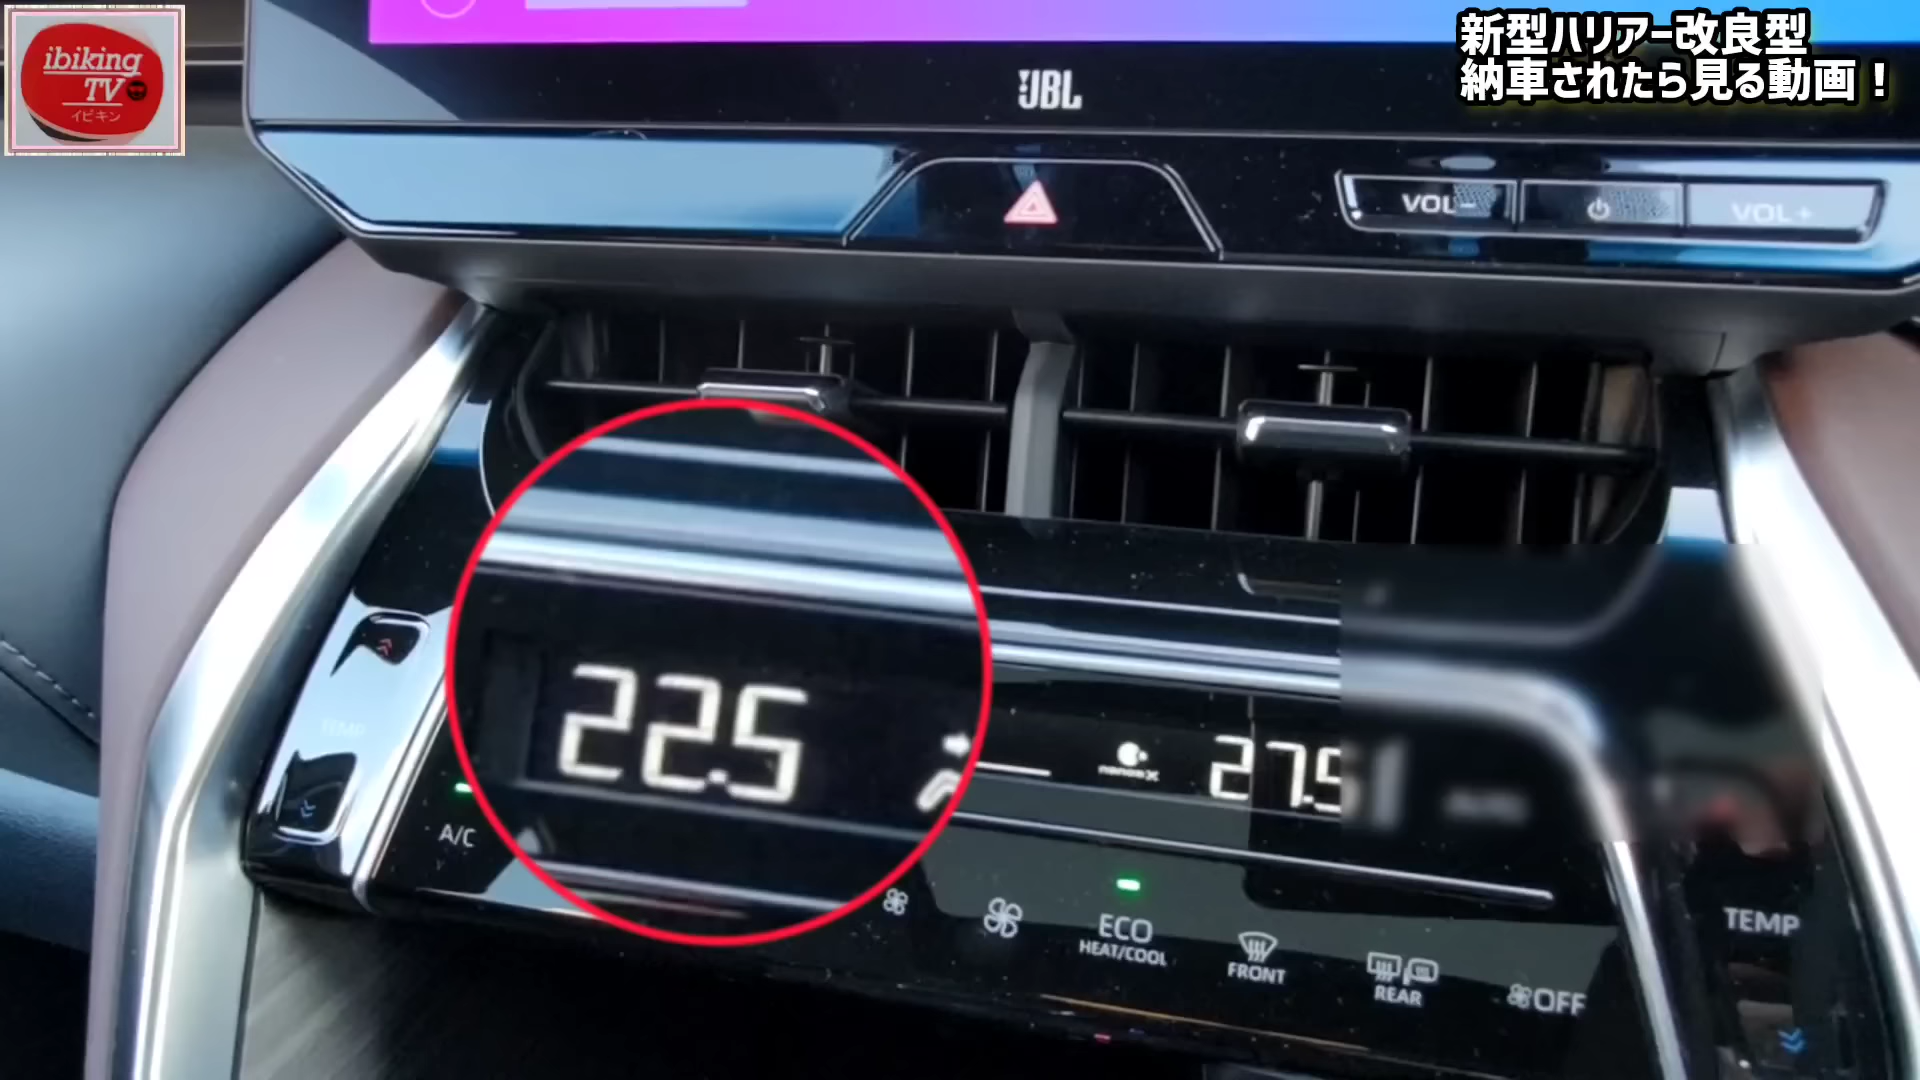 ibiking
TV
イビキン
新型ハリアー改良型
納車されたら見る動画！
JBL
VOL-
VOL+
22.5
nanoe X
27.5
TEMP
A/C
ECO
HEAT/COOL
FRONT
REAR
OFF
TEMP